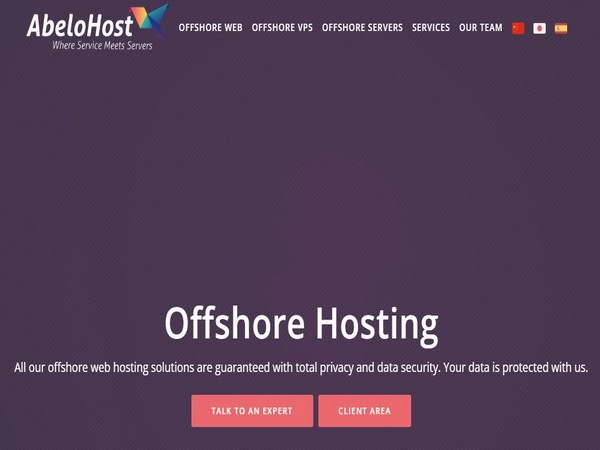 AbeloHost
Where Service Meets Servers
OFFSHORE WEB OFFSHORE VPS OFFSHORE SERVERS SERVICES OUR TEAM
Offshore Hosting
All our offshore web hosting solutions are guaranteed with total privacy and data security. Your data is protected with us.
TALK TO AN EXPERT CLIENT AREA